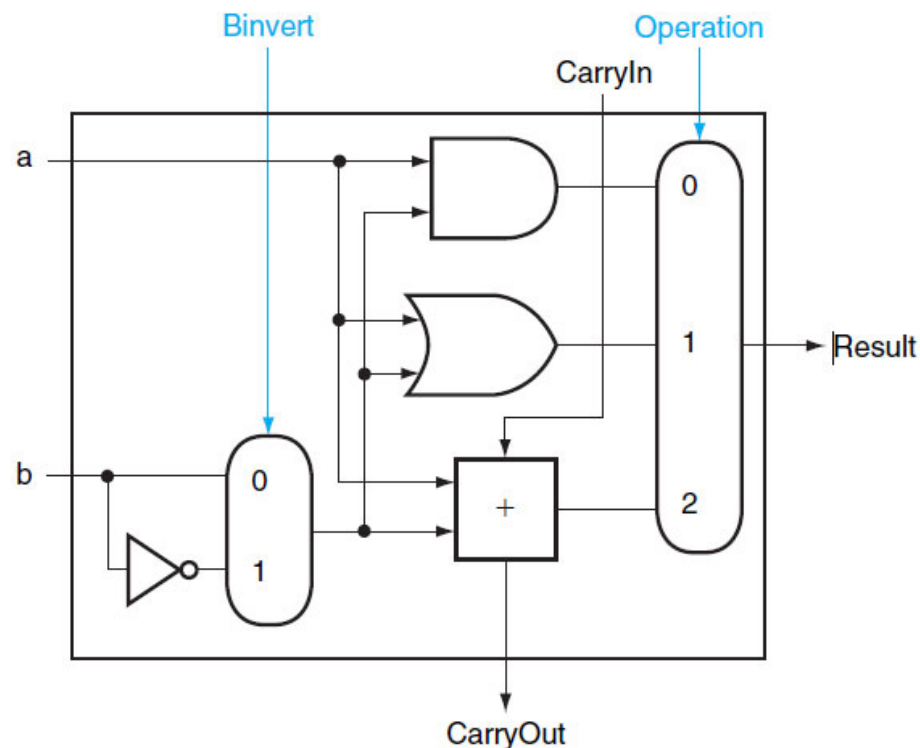 Binvert
Operation
CarryIn
a
0
1
Result
b
0
+
2
1
CarryOut